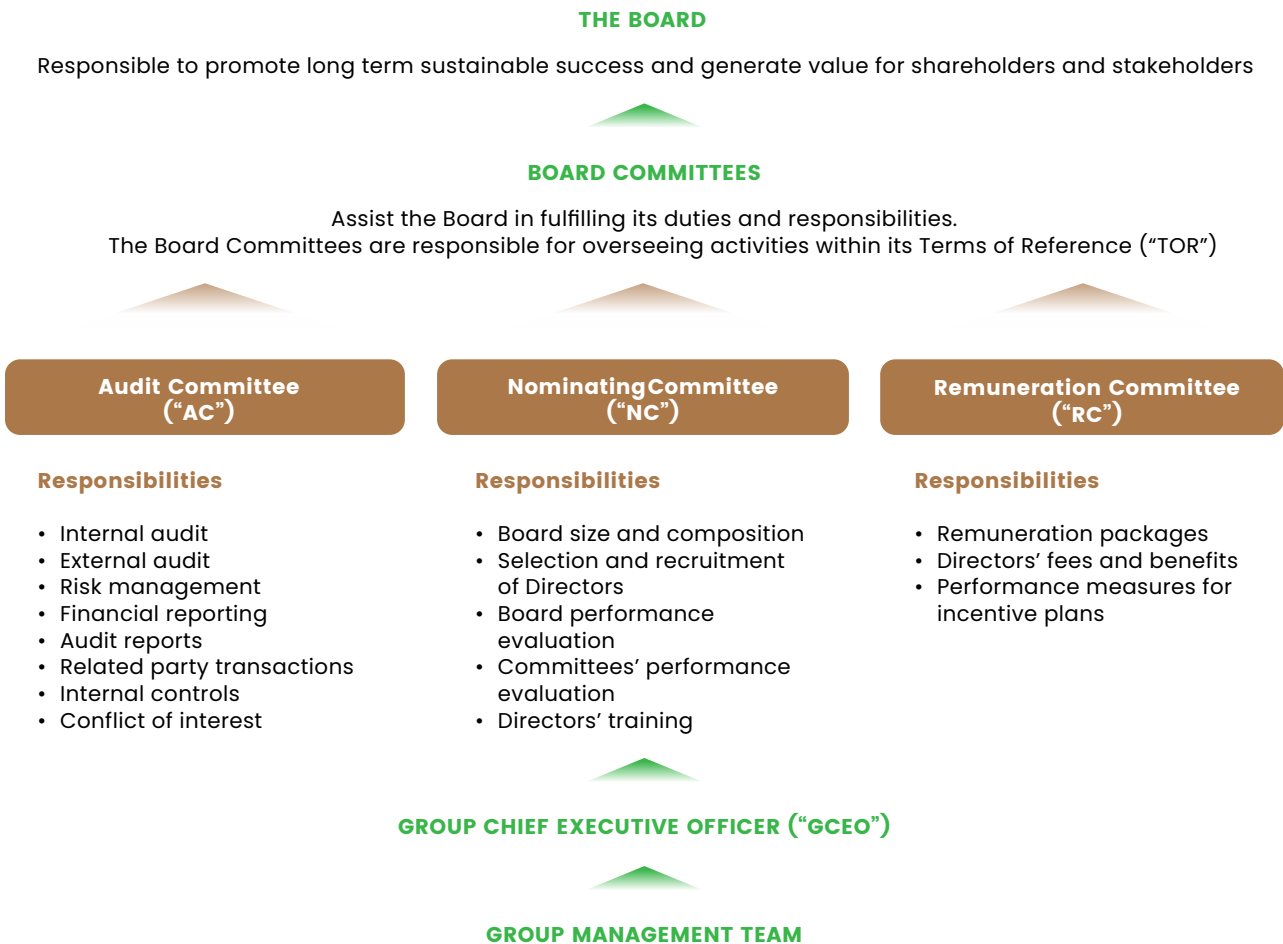 THE BOARD
Responsible to promote long term sustainable success and generate value for shareholders and stakeholders
BOARD COMMITTEES
Assist the Board in fulfilling its duties and responsibilities.
The Board Committees are responsible for overseeing activities within its Terms of Reference (“TOR”)
Audit Committee
(“AC”)
Responsibilities
• Internal audit
• External audit
• Risk management
• Financial reporting
• Audit reports
• Related party transactions
• Internal controls
• Conflict of interest
NominatingCommittee
(“NC”)
Responsibilities
• Board size and composition
• Selection and recruitment
of Directors
• Board performance
evaluation
• Committees’ performance
evaluation
• Directors’ training
Remuneration Committee
(“RC”)
Responsibilities
• Remuneration packages
• Directors’ fees and benefits
• Performance measures for
incentive plans
GROUP CHIEF EXECUTIVE OFFICER (“GCEO”)
GROUP MANAGEMENT TEAM